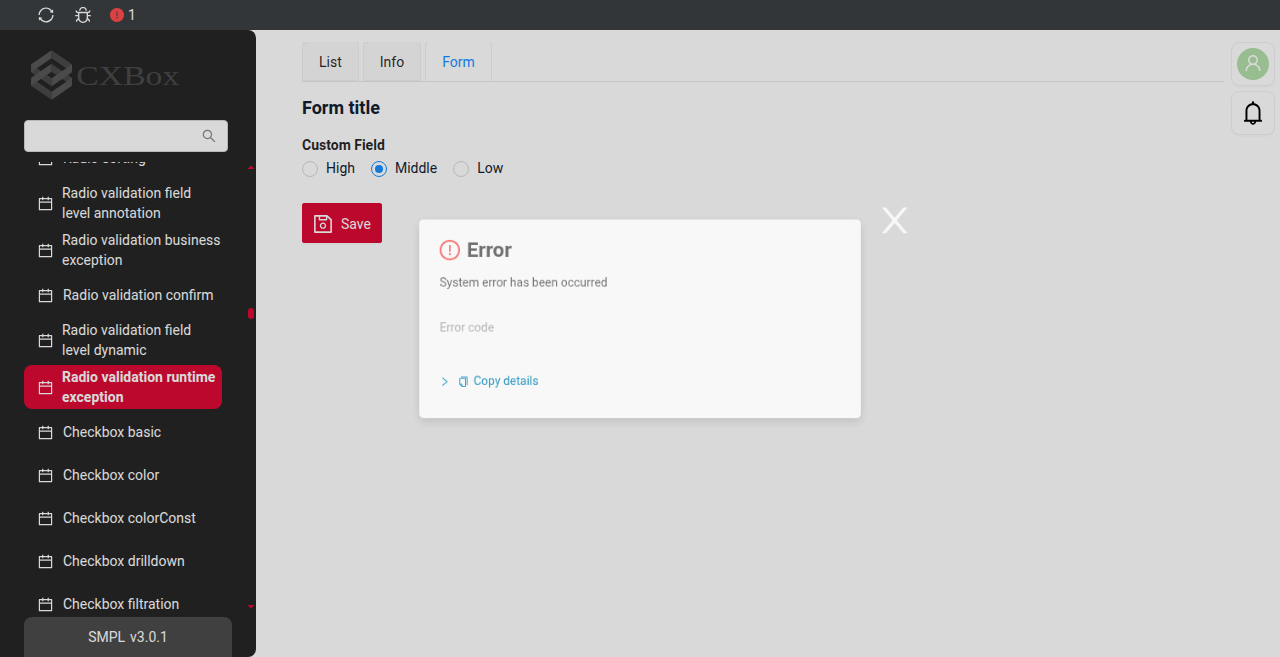 1
CXBox
Radio sorting
Radio validation field
level annotation
Radio validation business
exception
Radio validation confirm
Radio validation field
level dynamic
Radio validation runtime
exception
Checkbox basic
Checkbox color
Checkbox colorConst
Checkbox drilldown
Checkbox filtration
SMPL v3.0.1
List
Info
Form
Form title
Custom Field
High
Middle
Low
Save
Error
System error has been occurred
Error code
Copy details